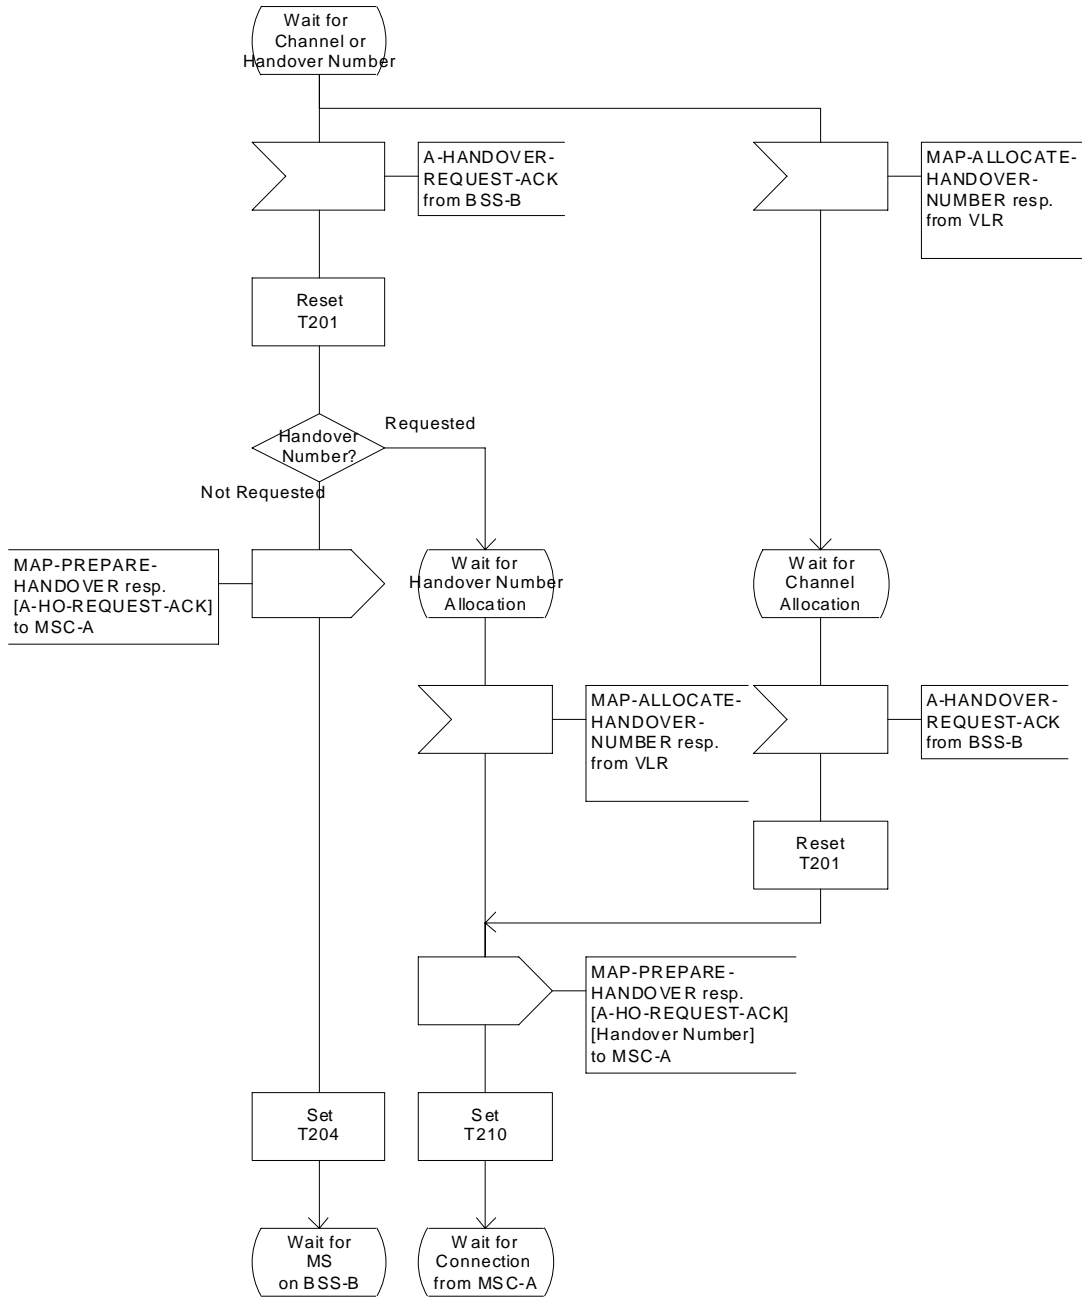 Wait for
Channel or
Handover Number
A-HANDOVER-
REQUEST-ACK
from BSS-B
MAP-ALLOCATE-
HANDOVER-
NUMBER resp.
from VLR
Reset
T201
Handover
Number?
Requested
Not Requested
MAP-PREPARE-
HANDOVER resp.
[A-HO-REQUEST-ACK]
to MSC-A
Wait for
Handover Number
Allocation
Wait for
Channel
Allocation
MAP-ALLOCATE-
HANDOVER-
NUMBER resp.
from VLR
A-HANDOVER-
REQUEST-ACK
from BSS-B
Reset
T201
MAP-PREPARE-
HANDOVER resp.
[A-HO-REQUEST-ACK]
[Handover Number]
to MSC-A
Set
T204
Set
T210
Wait for
MS
on BSS-B
Wait for
Connection
from MSC-A